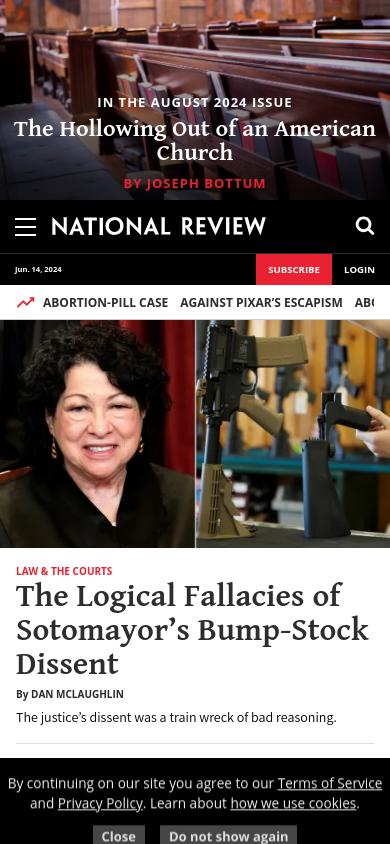 IN THE AUGUST 2024 ISSUE
The Hollowing Out of an American
Church
BY JOSEPH BOTTUM
NATIONAL REVIEW
Jun. 14, 2024
SUBSCRIBE
LOGIN
ABORTION-PILL CASE AGAINST PIXAR’S ESCAPISM
LAW & THE COURTS
The Logical Fallacies of
Sotomayor’s Bump-Stock
Dissent
By DAN MCLAUGHLIN
The justice’s dissent was a train wreck of bad reasoning.
By continuing on our site you agree to our Terms of Service
and Privacy Policy. Learn about how we use cookies.
Close
Do not show again